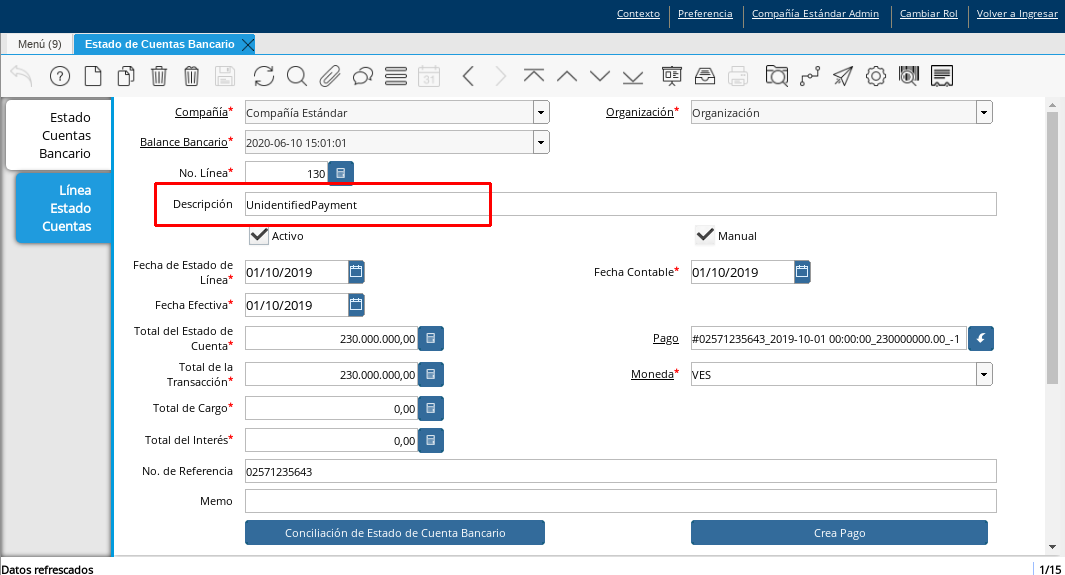 Contexto Preferencia Compañía Estándar Admin Cambiar Rol Volver a Ingresar
Menú (9) Estado de Cuentas Bancario
31
Estado
Cuentas
Bancario
Línea
Estado
Cuentas
Compañía* Compañía Estándar Organización* Organización
Balance Bancario* 2020-06-10 15:01:01
No. Línea* 130
Descripción UnidentifiedPayment
Activo Manual
Fecha de Estado de
Línea* 01/10/2019 Fecha Contable* 01/10/2019
Fecha Efectiva* 01/10/2019
Total del Estado de
Cuenta* 230.000.000,00 Pago #02571235643_2019-10-01 00:00:00_230000000.00_-1
Total de la
Transacción* 230.000.000,00 Moneda* VES
Total de Cargo* 0,00
Total del Interés* 0,00
No. de Referencia 02571235643
Memo
Conciliación de Estado de Cuenta Bancario Crea Pago
Datos refrescados 1/15